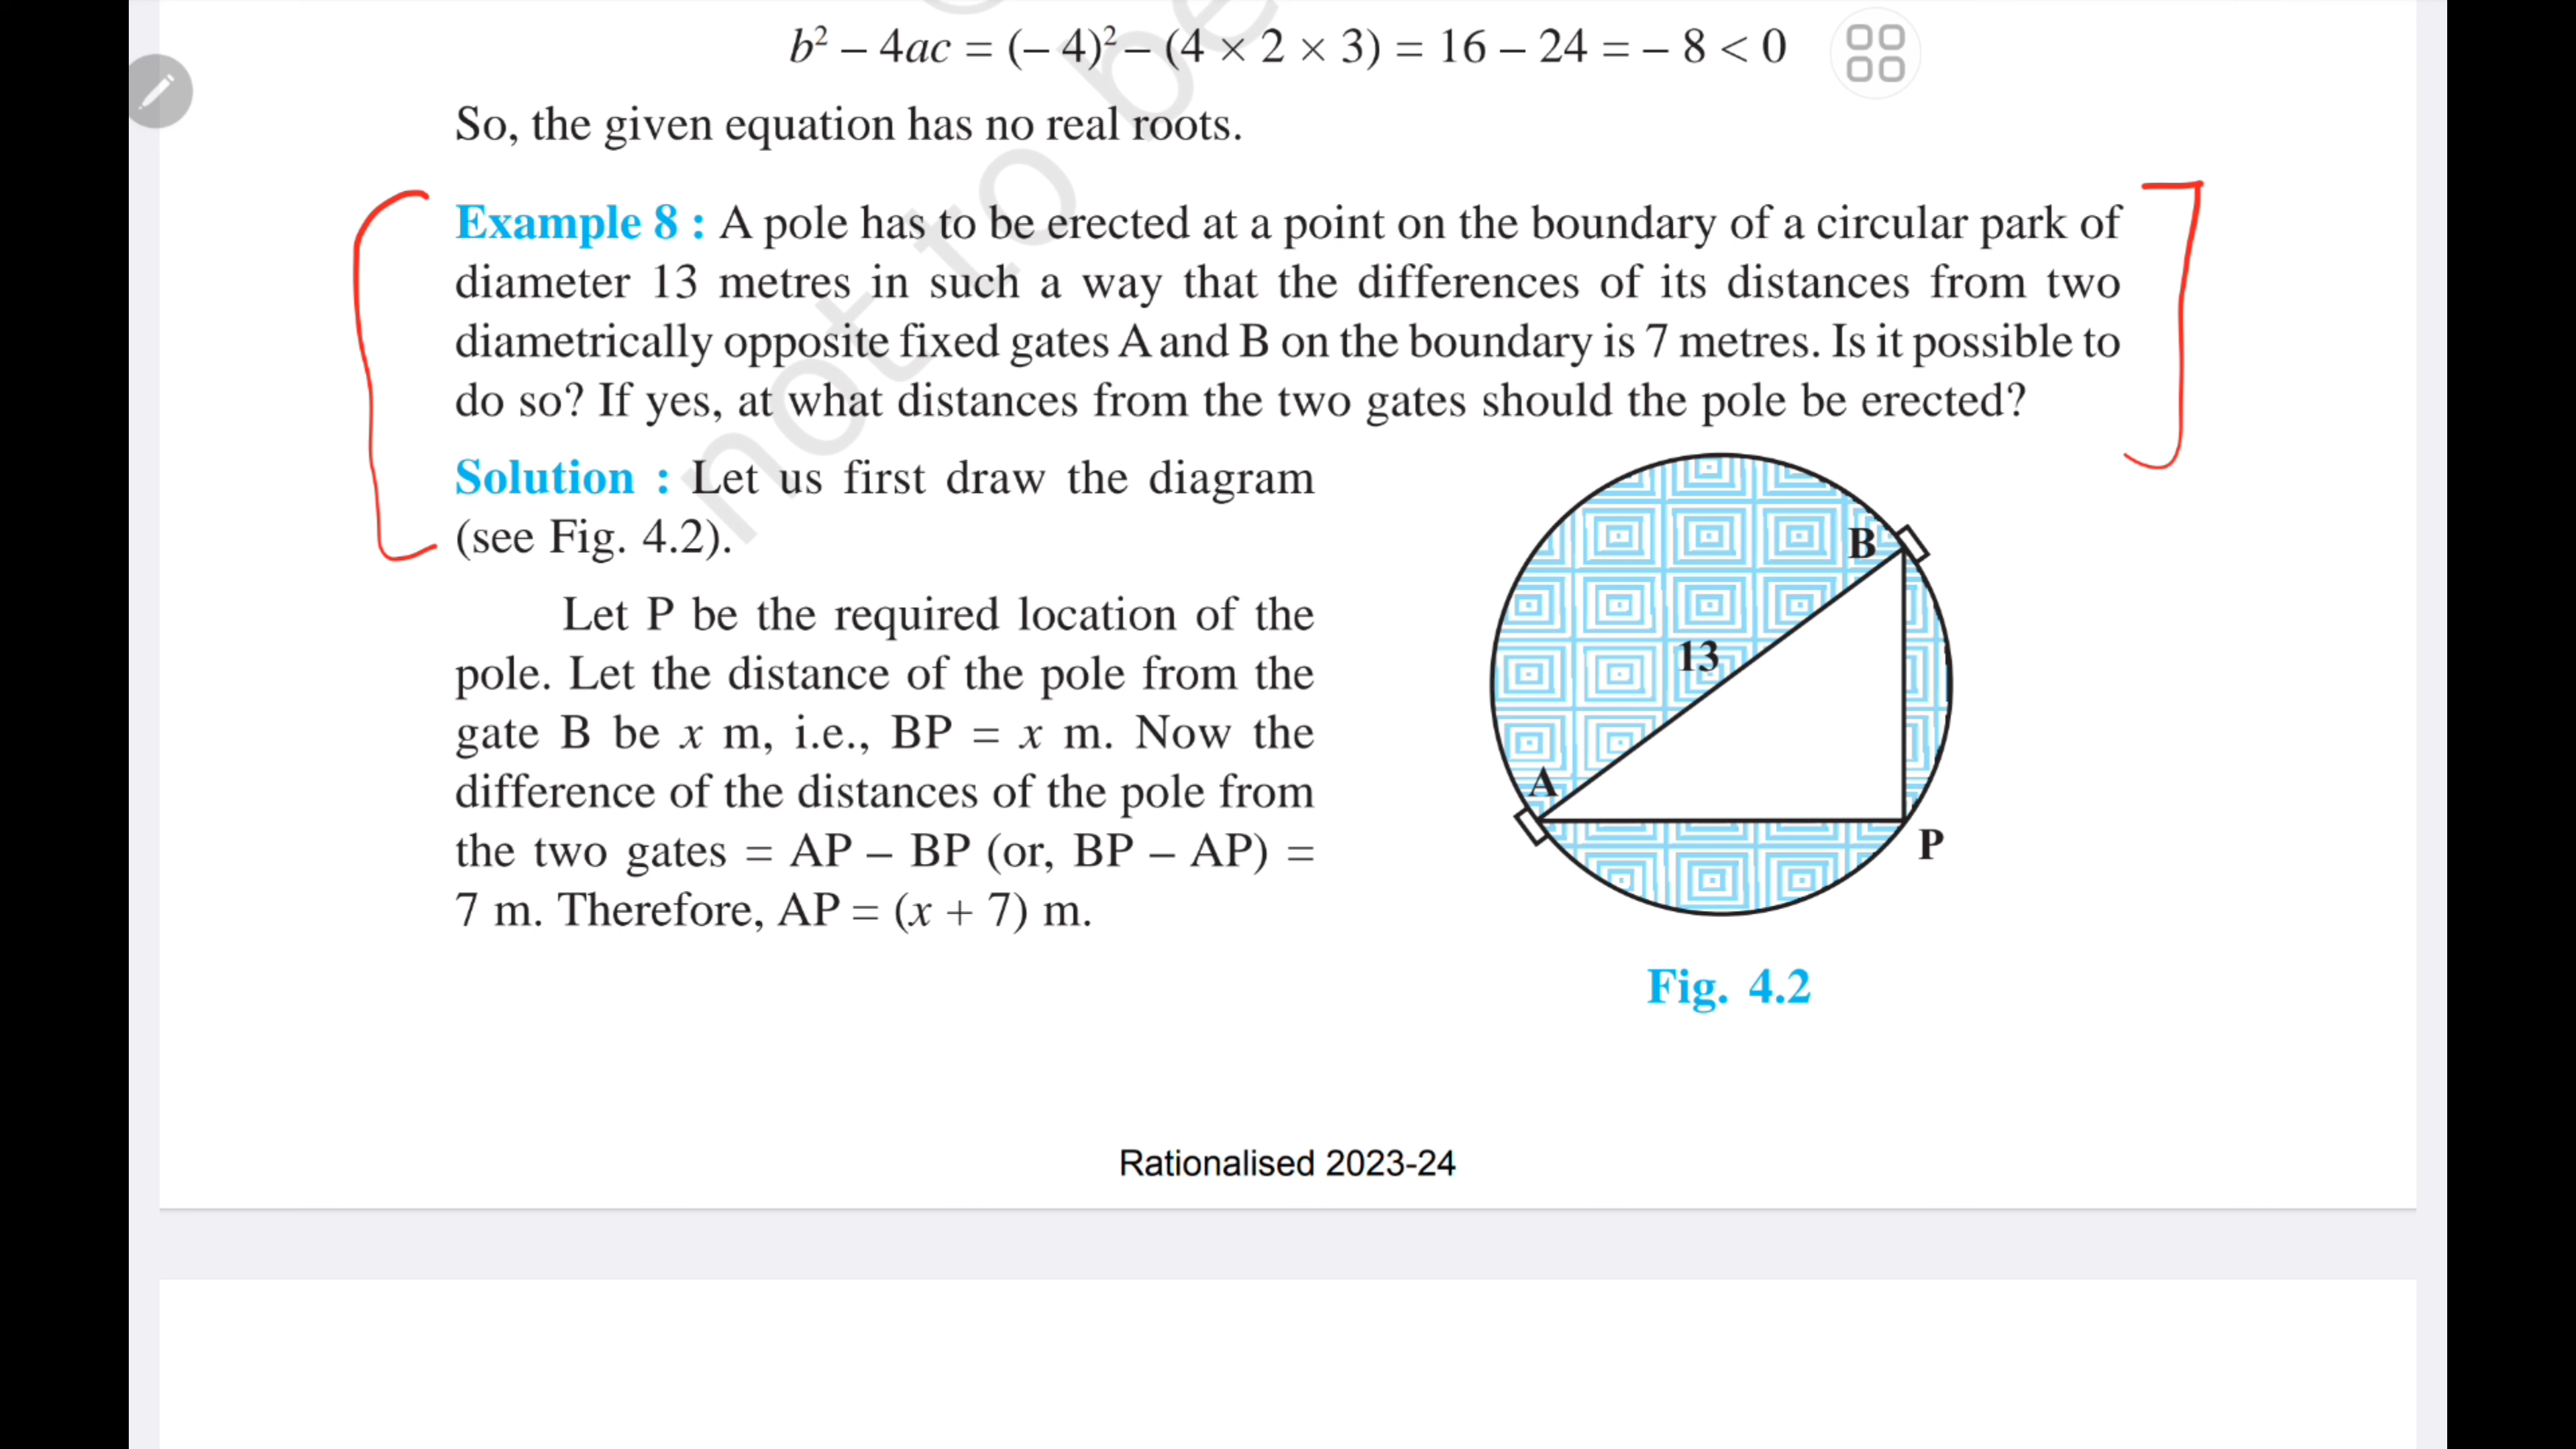 b² – 4ac = (– 4)² – (4 × 2 × 3) = 16 – 24 = – 8 < 0
So, the given equation has no real roots.
Example 8 : A pole has to be erected at a point on the boundary of a circular park of
diameter 13 metres in such a way that the differences of its distances from two
diametrically opposite fixed gates A and B on the boundary is 7 metres. Is it possible to
do so? If yes, at what distances from the two gates should the pole be erected?
Solution : Let us first draw the diagram
(see Fig. 4.2).
Let P be the required location of the
pole. Let the distance of the pole from the
gate B be x m, i.e., BP = x m. Now the
difference of the distances of the pole from
the two gates = AP – BP (or, BP – AP) =
7 m. Therefore, AP = (x + 7) m.
B
13
A
P
Fig. 4.2
Rationalised 2023-24
not to be